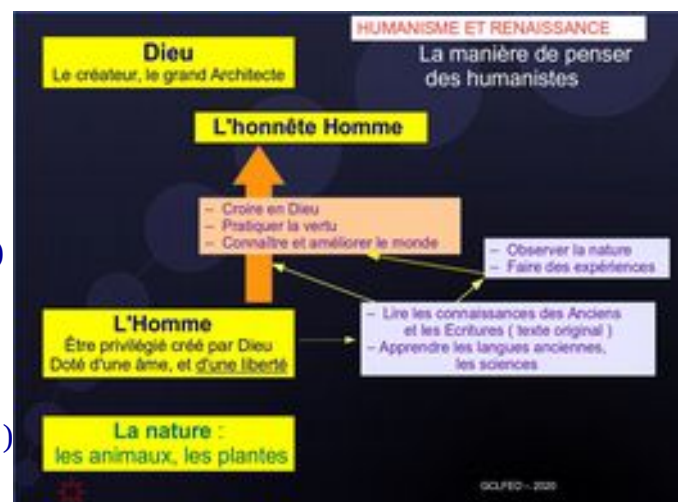 HUMANISME ET RENAISSANCE
La manière de penser
des humanistes
Dieu
Le créateur, le grand Architecte
L'honnête Homme
– Croire en Dieu
– Pratiquer la vertu
– Connaître et améliorer le monde
– Observer la nature
– Faire des expériences
L'Homme
Être privilégié créé par Dieu
Doté d'une âme, et d'une liberté
– Lire les connaissances des Anciens
et les Ecritures ( texte original )
– Apprendre les langues anciennes,
les sciences
La nature :
les animaux, les plantes
GCLFEO – 2020
)
)